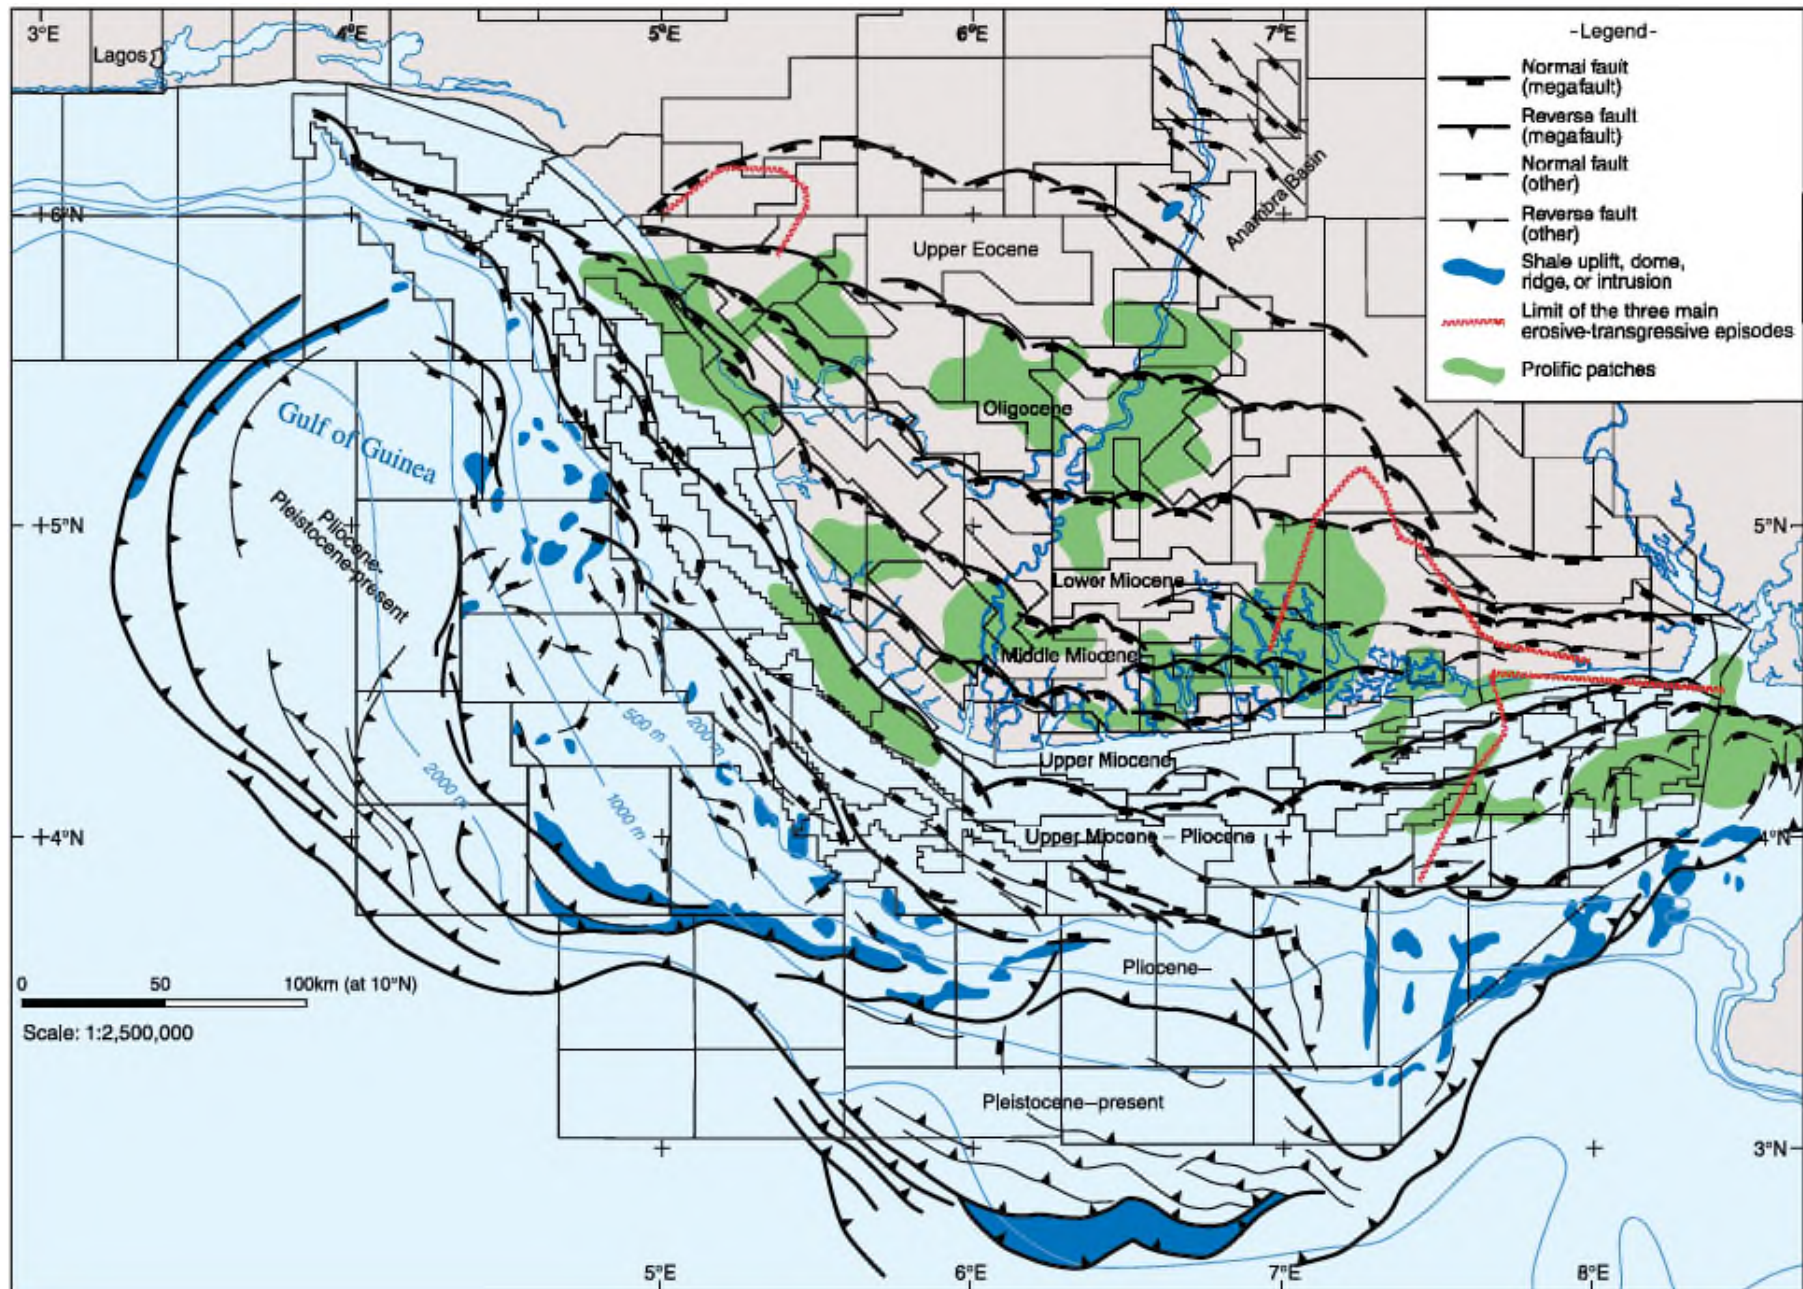 3°E
4°E
5°E
6°E
7°E
Lagos
-Legend-
Normal fault
(megafault)
Reverse fault
(megafault)
Normal fault
(other)
Reverse fault
(other)
Shale uplift, dome,
ridge, or intrusion
Limit of the three main
erosive-transgressive episodes
Prolific patches
Anambra Basin
6°N
Upper Eocene
Oligocene
Gulf of Guinea
Pliocene-
Pleistocene-present
5°N
5°N
Lower Miocene
Middle Miocene
500 m
200 m
2000 m
1000 m
Upper Miocene
4°N
Upper Miocene – Pliocene
4°N
Pliocene–
0 50 100km (at 10°N)
Scale: 1:2,500,000
Pleistocene–present
3°N
5°E
6°E
7°E
8°E